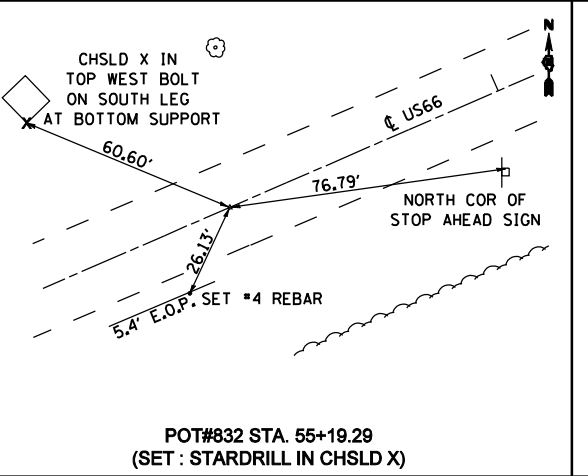 N
CHSLD X IN
TOP WEST BOLT
ON SOUTH LEG
AT BOTTOM SUPPORT
X
℄ US66
60.60'
76.79'
NORTH COR OF
STOP AHEAD SIGN
26.13'
SET #4 REBAR
5.4' E.O.P.
POT#832 STA. 55+19.29
(SET : STARDRILL IN CHSLD X)